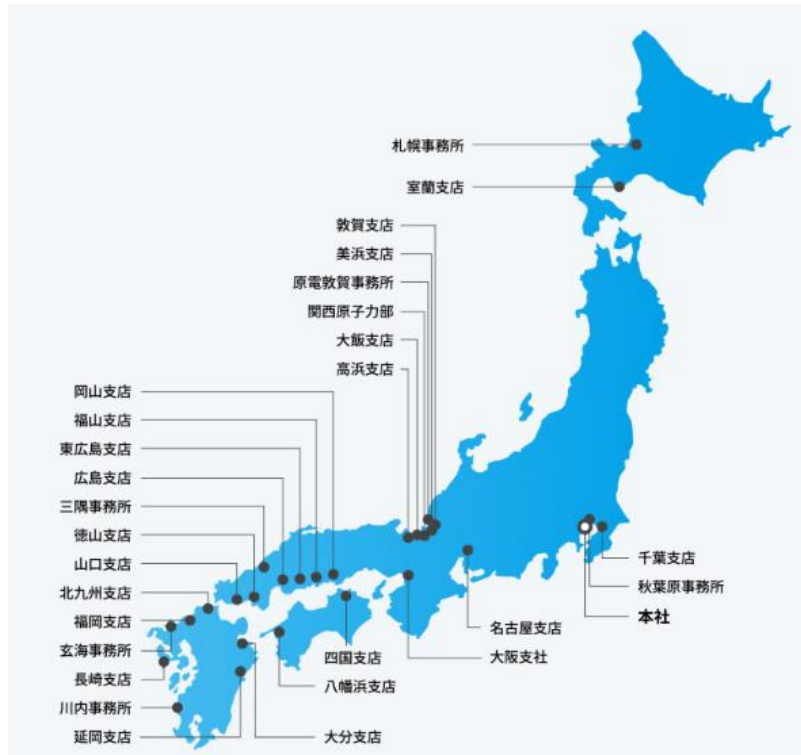 札幌事務所
室蘭支店
敦賀支店
美浜支店
原電敦賀事務所
関西原子力部
大飯支店
高浜支店
岡山支店
福山支店
東広島支店
広島支店
三隅事務所
徳山支店
山口支店
北九州支店
福岡支店
玄海事務所
長崎支店
川内事務所
延岡支店
四国支店
八幡浜支店
大分支店
名古屋支店
大阪支社
千葉支店
秋葉原事務所
本社